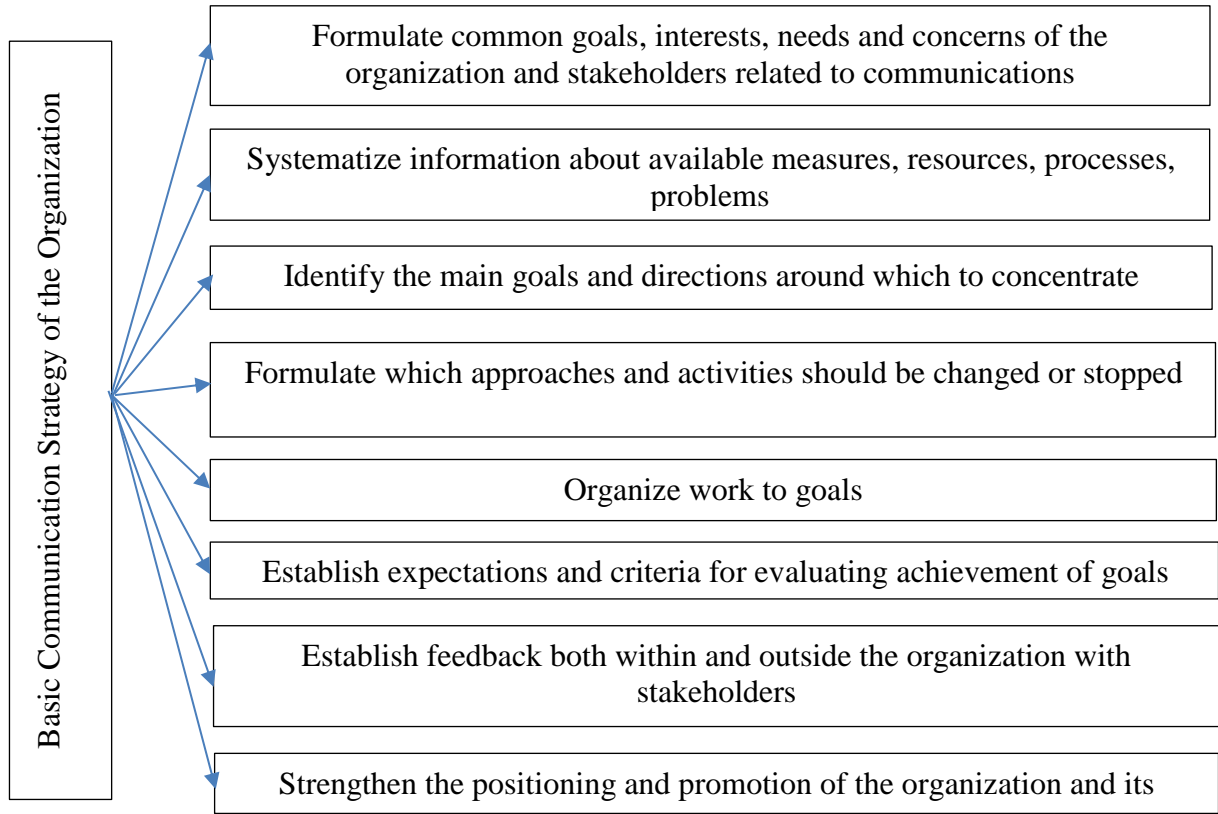 Basic Communication Strategy of the Organization
Formulate common goals, interests, needs and concerns of the
organization and stakeholders related to communications
Systematize information about available measures, resources, processes,
problems
Identify the main goals and directions around which to concentrate
Formulate which approaches and activities should be changed or stopped
Organize work to goals
Establish expectations and criteria for evaluating achievement of goals
Establish feedback both within and outside the organization with
stakeholders
Strengthen the positioning and promotion of the organization and its